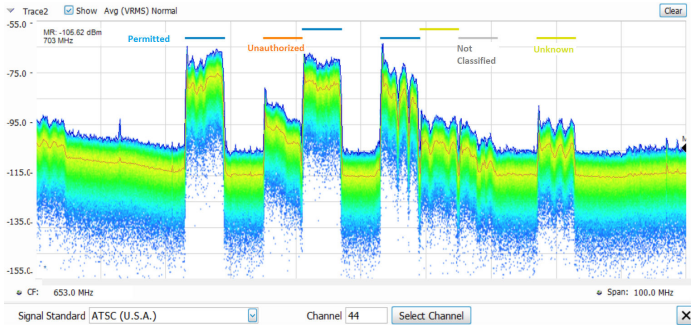 Trace2 Show Avg (VRMS) Normal Clear
-55.0
MR: -106.62 dBm
703 MHz
Permitted
Unauthorized
Not
Classified
Unknown
-75.0
-95.0
M
-115.0
-135.0
-155.0
CF: 653.0 MHz Span: 100.0 MHz
Signal Standard ATSC (U.S.A.) Channel 44 Select Channel X